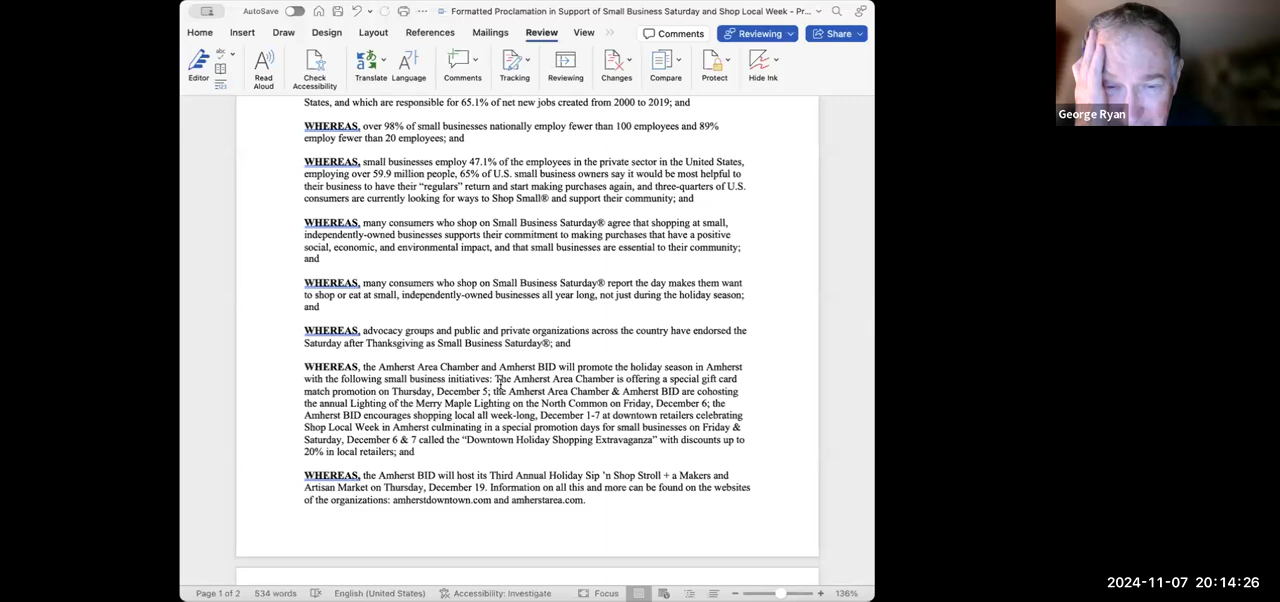 AutoSave
Formatted Proclamation in Support of Small Business Saturday and Shop Local Week - Pr...
Home Insert Draw Design Layout References Mailings Review View >> Comments Reviewing Share
Editor
Read Aloud
Check Accessibility
Translate
Language
Comments
Tracking
Reviewing
Changes
Compare
Protect
Hide Ink
George Ryan
States, and which are responsible for 65.1% of net new jobs created from 2000 to 2019; and
WHEREAS, over 98% of small businesses nationally employ fewer than 100 employees and 89%
employ fewer than 20 employees; and
WHEREAS, small businesses employ 47.1% of the employees in the private sector in the United States,
employing over 59.9 million people, 65% of U.S. small business owners say it would be most helpful to
their business to have their “regulars” return and start making purchases again, and three-quarters of U.S.
consumers are currently looking for ways to Shop Small® and support their community; and
WHEREAS, many consumers who shop on Small Business Saturday® agree that shopping at small,
independently-owned businesses supports their commitment to making purchases that have a positive
social, economic, and environmental impact, and that small businesses are essential to their community;
and
WHEREAS, many consumers who shop on Small Business Saturday® report the day makes them want
to shop or eat at small, independently-owned businesses all year long, not just during the holiday season;
and
WHEREAS, advocacy groups and public and private organizations across the country have endorsed the
Saturday after Thanksgiving as Small Business Saturday®; and
WHEREAS, the Amherst Area Chamber and Amherst BID will promote the holiday season in Amherst
with the following small business initiatives: The Amherst Area Chamber is offering a special gift card
match promotion on Thursday, December 5; the Amherst Area Chamber & Amherst BID are cohosting
the annual Lighting of the Merry Maple Lighting on the North Common on Friday, December 6; the
Amherst BID encourages shopping local all week-long, December 1-7 at downtown retailers celebrating
Shop Local Week in Amherst culminating in a special promotion days for small businesses on Friday &
Saturday, December 6 & 7 called the “Downtown Holiday Shopping Extravaganza” with discounts up to
20% in local retailers; and
WHEREAS, the Amherst BID will host its Third Annual Holiday Sip ’n Shop Stroll + a Makers and
Artisan Market on Thursday, December 19. Information on all this and more can be found on the websites
of the organizations: amherstdowntown.com and amherstarea.com.
Page 1 of 2 534 words English (United States) Accessibility: Investigate Focus 136%
2024-11-07 20:14:26